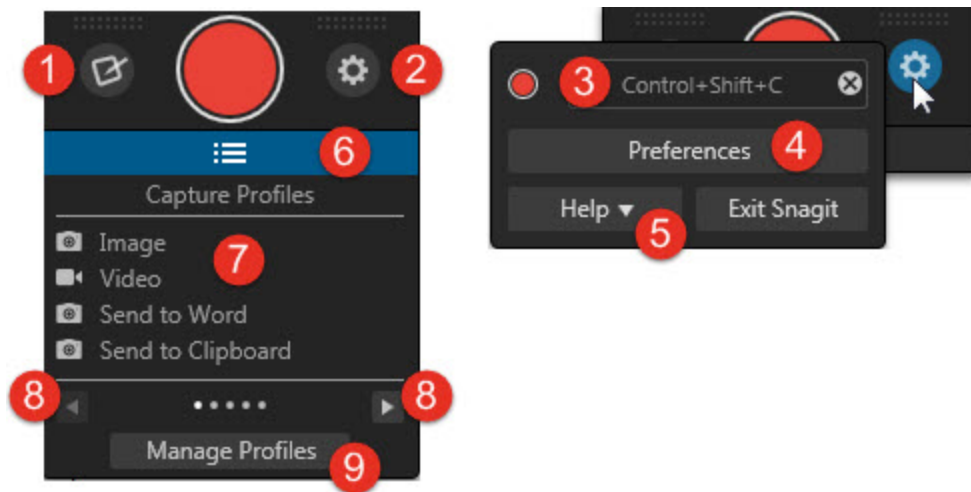 1
2
6
Capture Profiles
Image
7
Video
Send to Word
Send to Clipboard
8
8
Manage Profiles
9
3
Control+Shift+C
Preferences
4
Help
Exit Snagit
5